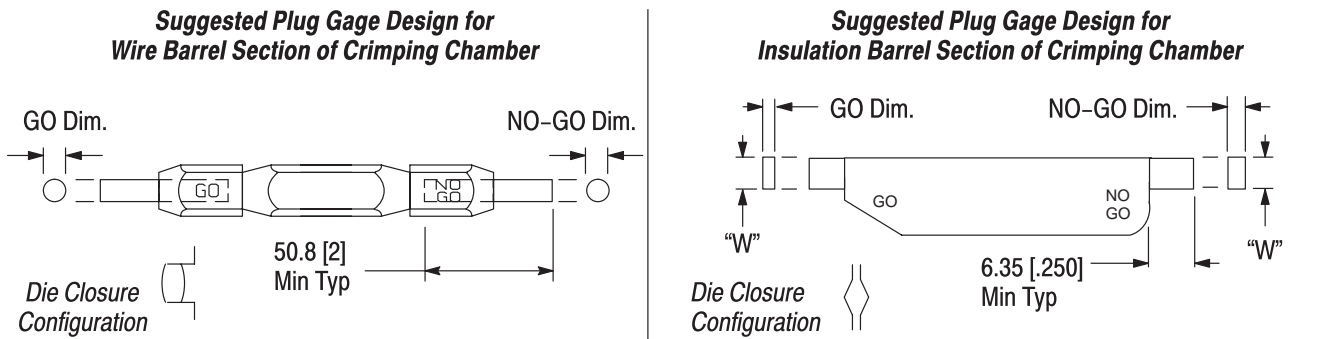 Suggested Plug Gage Design for
Wire Barrel Section of Crimping Chamber
GO Dim.
NO-GO Dim.
GO
NO
GO
50.8 [2]
Min Typ
Die Closure
Configuration
Suggested Plug Gage Design for
Insulation Barrel Section of Crimping Chamber
GO Dim.
NO-GO Dim.
GO
NO
GO
“W”
“W”
6.35 [.250]
Min Typ
Die Closure
Configuration